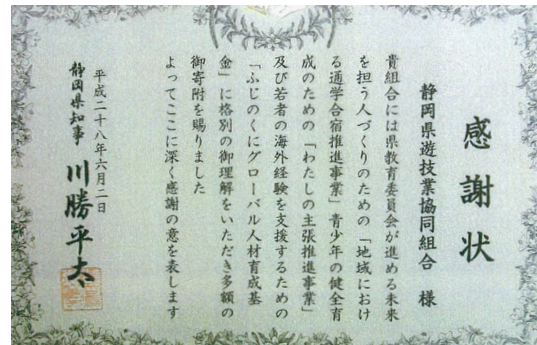 感謝状
静岡県遊技業協同組合 様
貴組合には県教育委員会が進める未来
を担う人づくりのための「地域におけ
る通学合宿推進事業」青少年の健全育
成のための「わたしの主張推進事業」
及び若者の海外経験を支援するための
「ふじのくにグローバル人材育成基
金」に格別の御理解をいただき多額の
御寄附を賜りました
よってここに深く感謝の意を表します
平成二十八年六月二日
静岡県知事 川勝平太